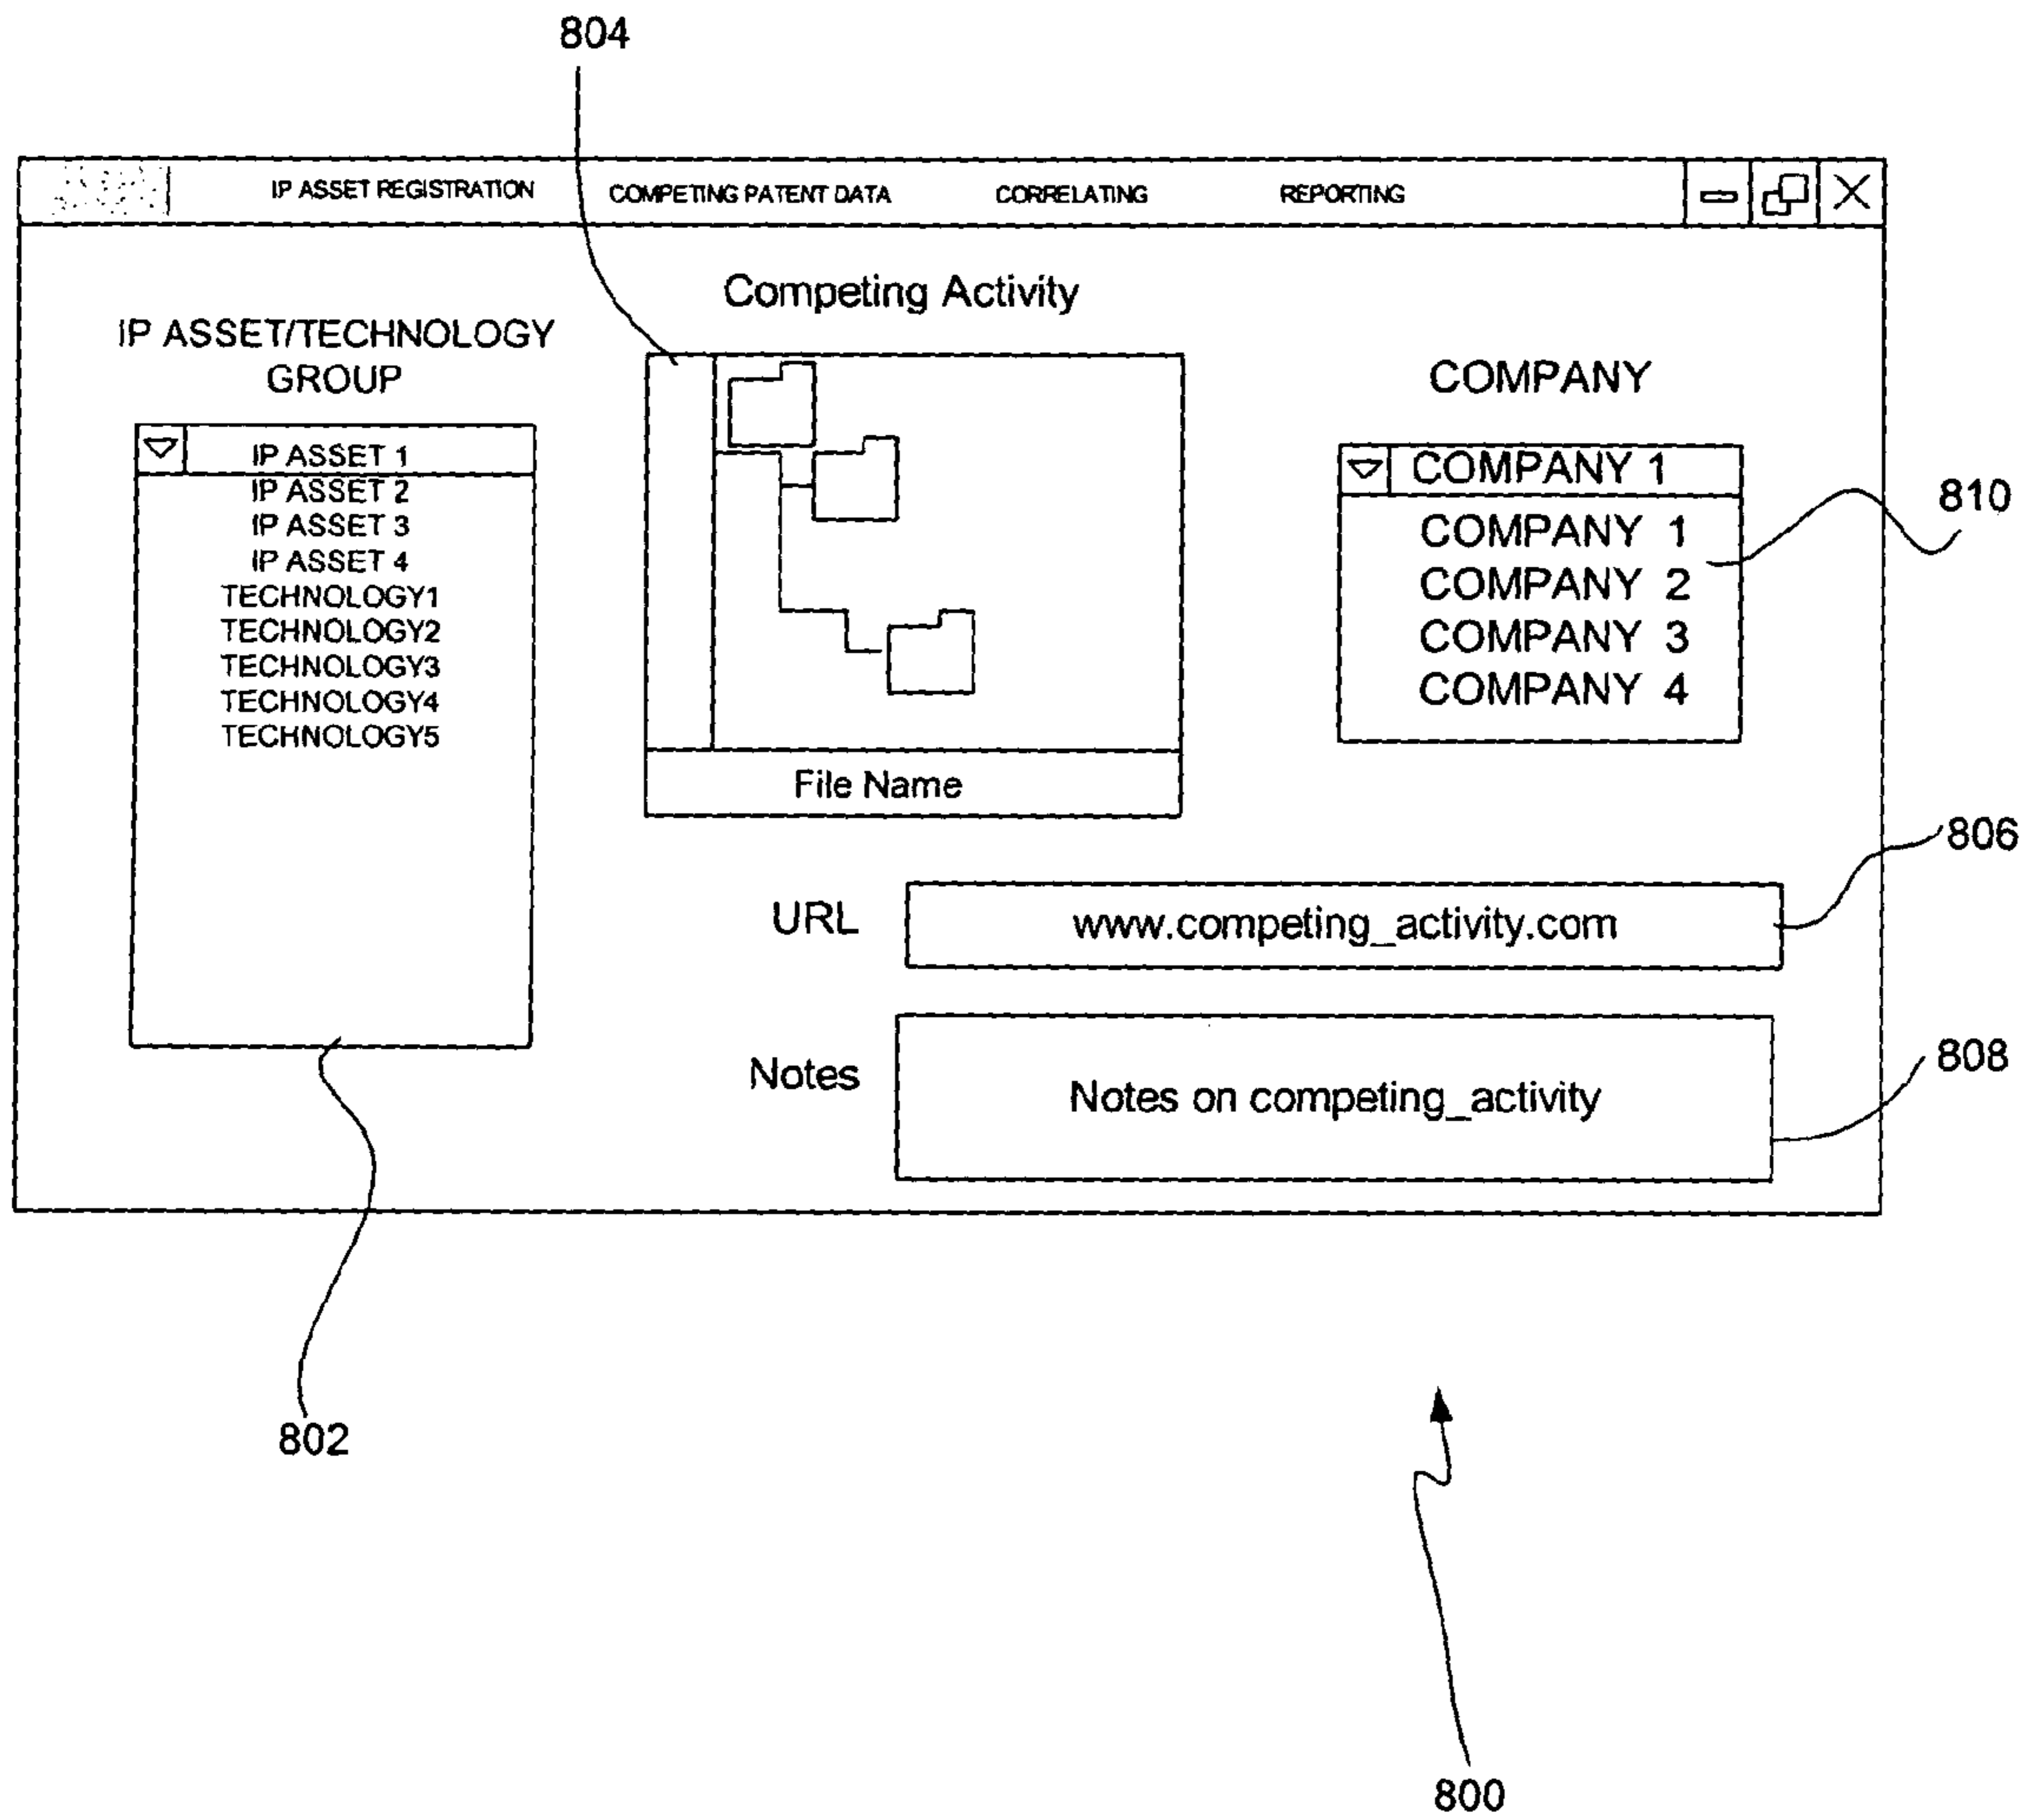 804
IP ASSET REGISTRATION
COMPETING PATENT DATA
CORRELATING
REPORTING
Competing Activity
IP ASSET/TECHNOLOGY
GROUP
IP ASSET 1
IP ASSET 2
IP ASSET 3
IP ASSET 4
TECHNOLOGY1
TECHNOLOGY2
TECHNOLOGY3
TECHNOLOGY4
TECHNOLOGY5
File Name
COMPANY
COMPANY 1
COMPANY 1
COMPANY 2
COMPANY 3
COMPANY 4
810
URL
www.competing_activity.com
806
Notes
Notes on competing_activity
808
802
800